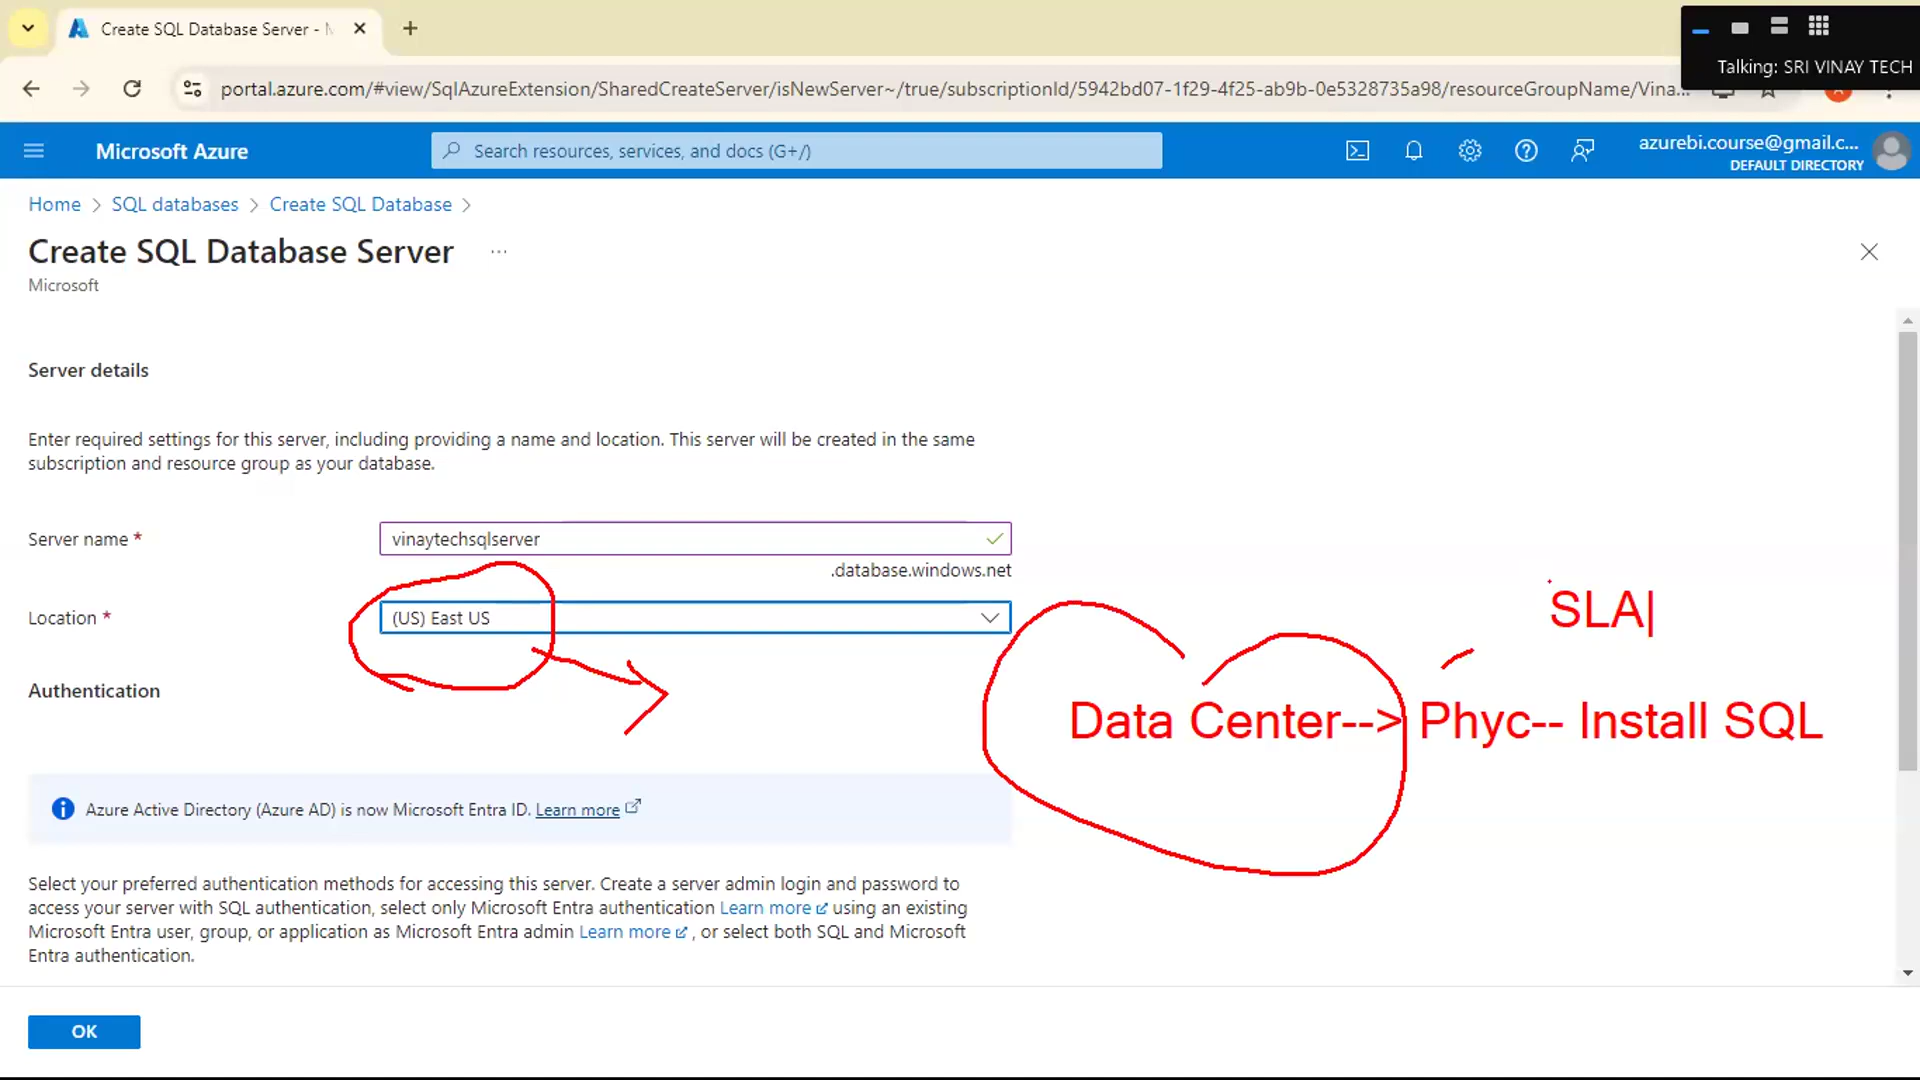 Create SQL Database Server - M
Talking: SRI VINAY TECH
portal.azure.com/#view/SqlAzureExtension/SharedCreateServer/isNewServer~/true/subscriptionId/5942bd07-1f29-4f25-ab9b-0e5328735a98/resourceGroupName/Vina...
Microsoft Azure
Search resources, services, and docs (G+/)
azurebi.course@gmail.c...
DEFAULT DIRECTORY
Home > SQL databases > Create SQL Database >
Create SQL Database Server ...
Microsoft
Server details
Enter required settings for this server, including providing a name and location. This server will be created in the same
subscription and resource group as your database.
Server name *
vinaytechsqlserver
.database.windows.net
Location *
(US) East US
SLA|
Authentication
Data Center--> Phyc-- Install SQL
Azure Active Directory (Azure AD) is now Microsoft Entra ID. Learn more
Select your preferred authentication methods for accessing this server. Create a server admin login and password to
access your server with SQL authentication, select only Microsoft Entra authentication Learn more using an existing
Microsoft Entra user, group, or application as Microsoft Entra admin Learn more , or select both SQL and Microsoft
Entra authentication.
OK